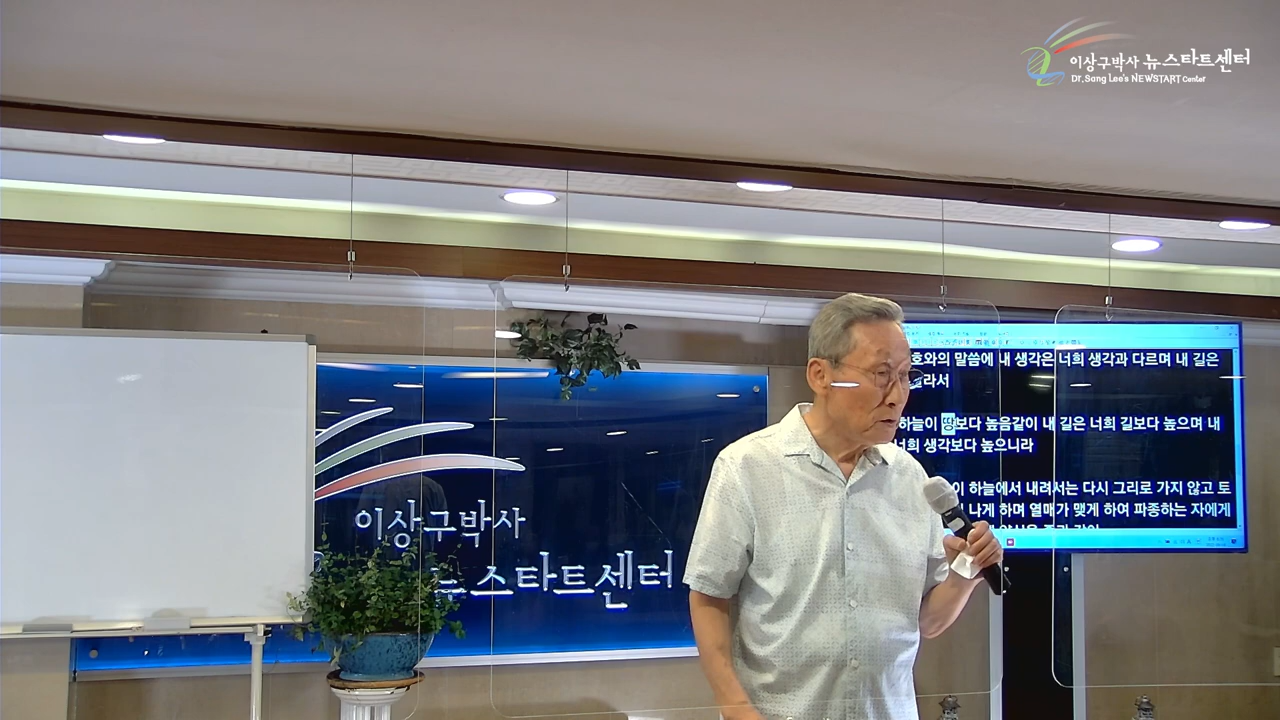 이상구박사 뉴스타트센터
Dr. Sang Lee's NEWSTART Center
이상구박사
뉴스타트센터
호와의 말씀에 내 생각은 너희 생각과 다르며 내 길은
하늘이 땅보다 높음같이 내 길은 너희 길보다 높으며 내
너희 생각보다 높으니라
이 하늘에서 내려서는 다시 그리로 가지 않고 토
나게 하며 열매가 맺게 하여 파종하는 자에게